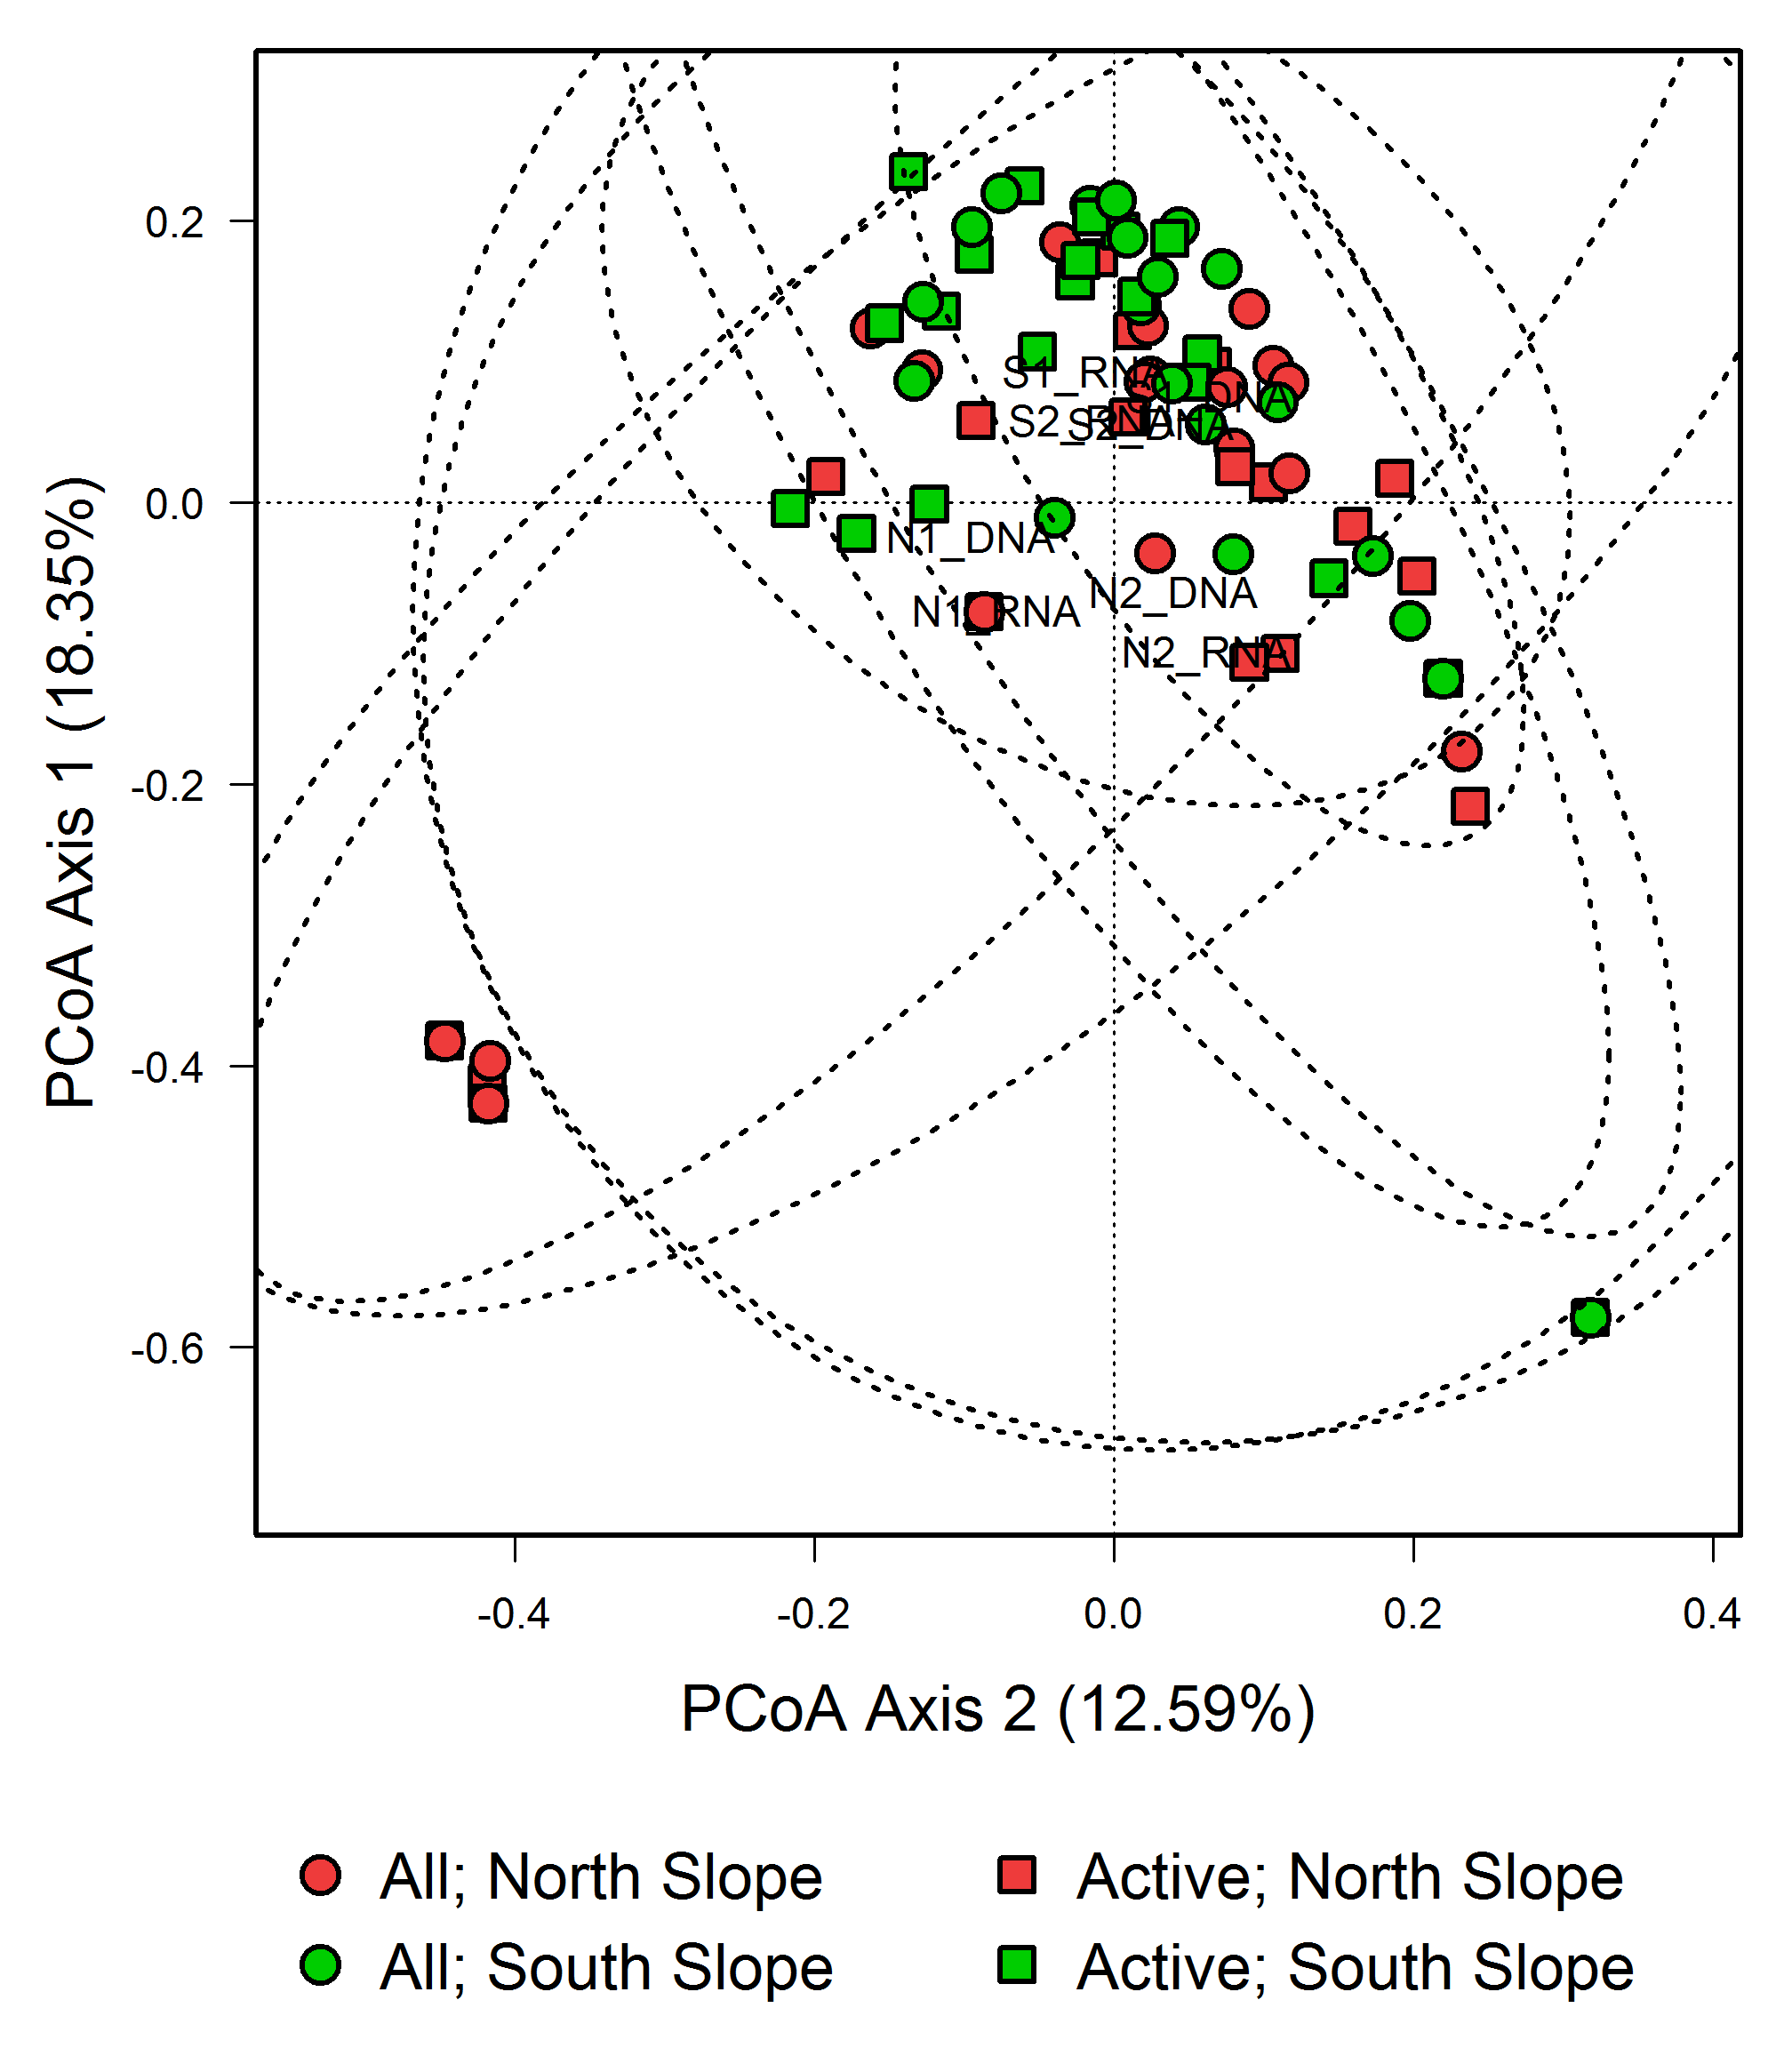 0.2
0.0
-0.2
-0.4
-0.6
PCoA Axis 1 (18.35%)
S1_RNA
S1_DNA
S2_RNA
S2_DNA
N1_DNA
N2_DNA
N1_RNA
N2_RNA
-0.4 -0.2 0.0 0.2 0.4
PCoA Axis 2 (12.59%)
All; North Slope Active; North Slope
All; South Slope Active; South Slope